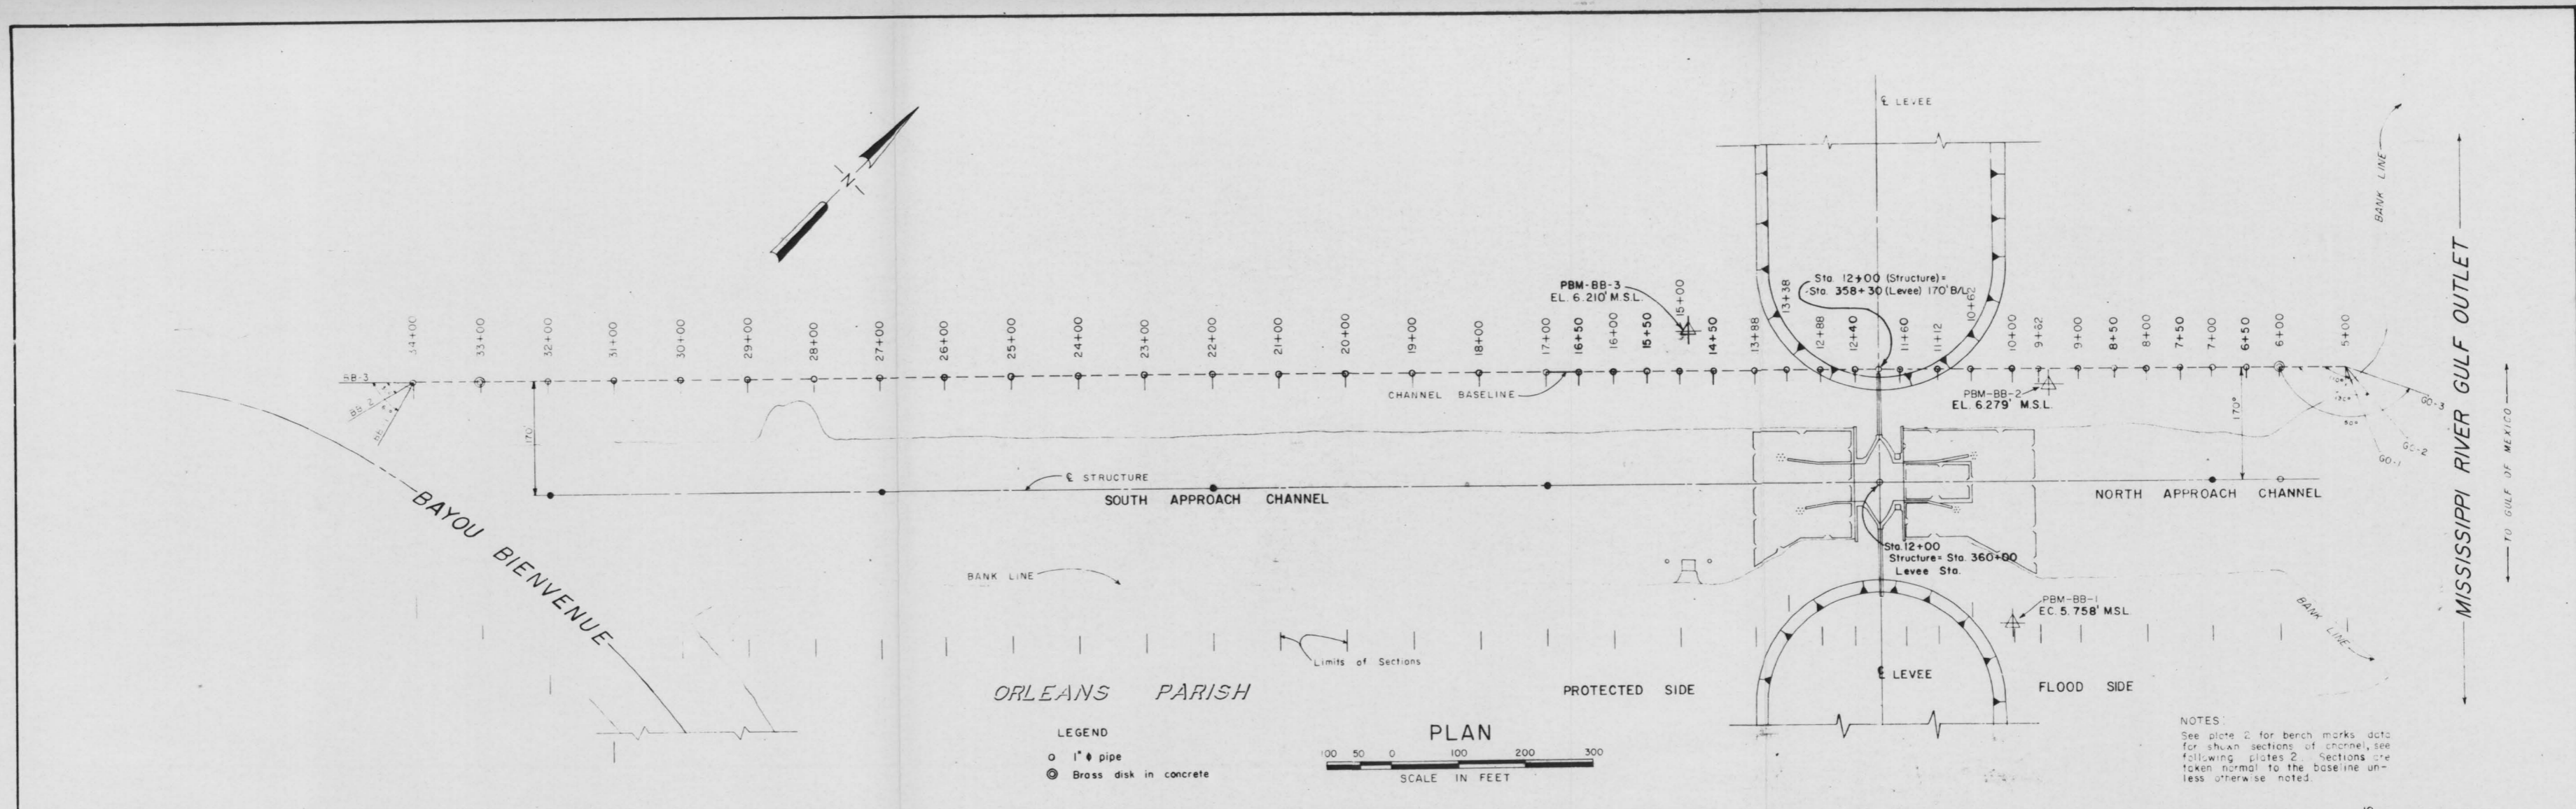 ℄ LEVEE
N
BANK LINE
MISSISSIPPI RIVER GULF OUTLET
TO GULF OF MEXICO
PBM-BB-3
EL. 6.210' M.S.L.
Sta. 12+00 (Structure)=
Sta. 358+30 (Levee) 170' B/L
34+00
33+00
32+00
31+00
30+00
29+00
28+00
27+00
26+00
25+00
24+00
23+00
22+00
21+00
20+00
19+00
18+00
17+00
16+50
16+00
15+50
15+00
14+50
13+88
13+38
12+88
12+40
11+60
11+12
10+62
10+00
9+62
9+00
8+50
8+00
7+50
7+00
6+50
6+00
5+00
BB-3
BB-2
BB-1
CHANNEL BASELINE
PBM-BB-2
EL. 6.279' M.S.L.
170'
170'
90°
GO-3
GO-2
GO-1
℄ STRUCTURE
SOUTH APPROACH CHANNEL
NORTH APPROACH CHANNEL
BAYOU BIENVENUE
Sta. 12+00
Structure = Sta. 360+00
Levee Sta.
BANK LINE
PBM-BB-1
EC. 5.758' MSL.
BANK LINE
Limits of Sections
℄ LEVEE
ORLEANS PARISH
PROTECTED SIDE
FLOOD SIDE
LEGEND
1" ϕ pipe
Brass disk in concrete
PLAN
100 50 0 100 200 300
SCALE IN FEET
NOTES:
See plate 2 for bench marks data
for shown sections of channel, see
following plates 2. Sections are
taken normal to the baseline un-
less otherwise noted.